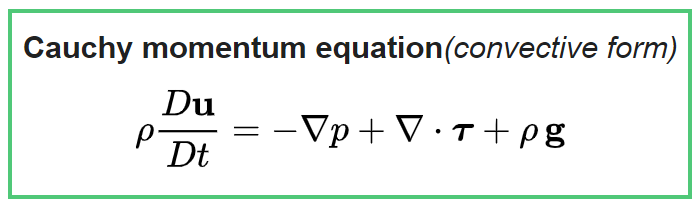 Cauchy momentum equation(convective form)
ρ Du/Dt = −∇p + ∇ · τ + ρ g